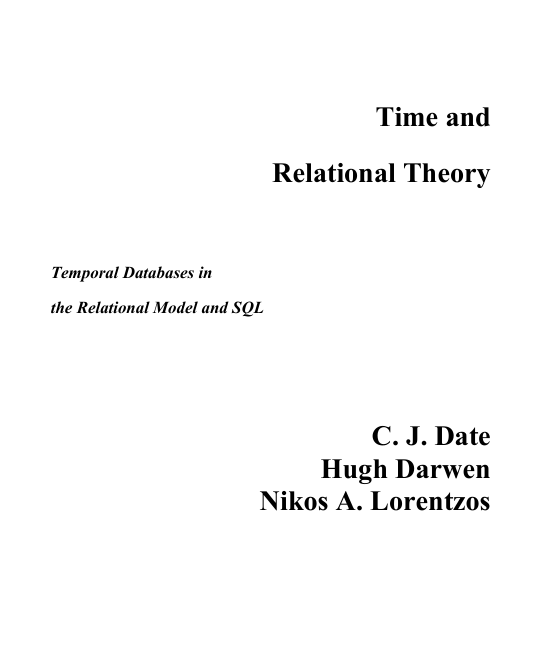 Time and
Relational Theory
Temporal Databases in
the Relational Model and SQL
C. J. Date
Hugh Darwen
Nikos A. Lorentzos